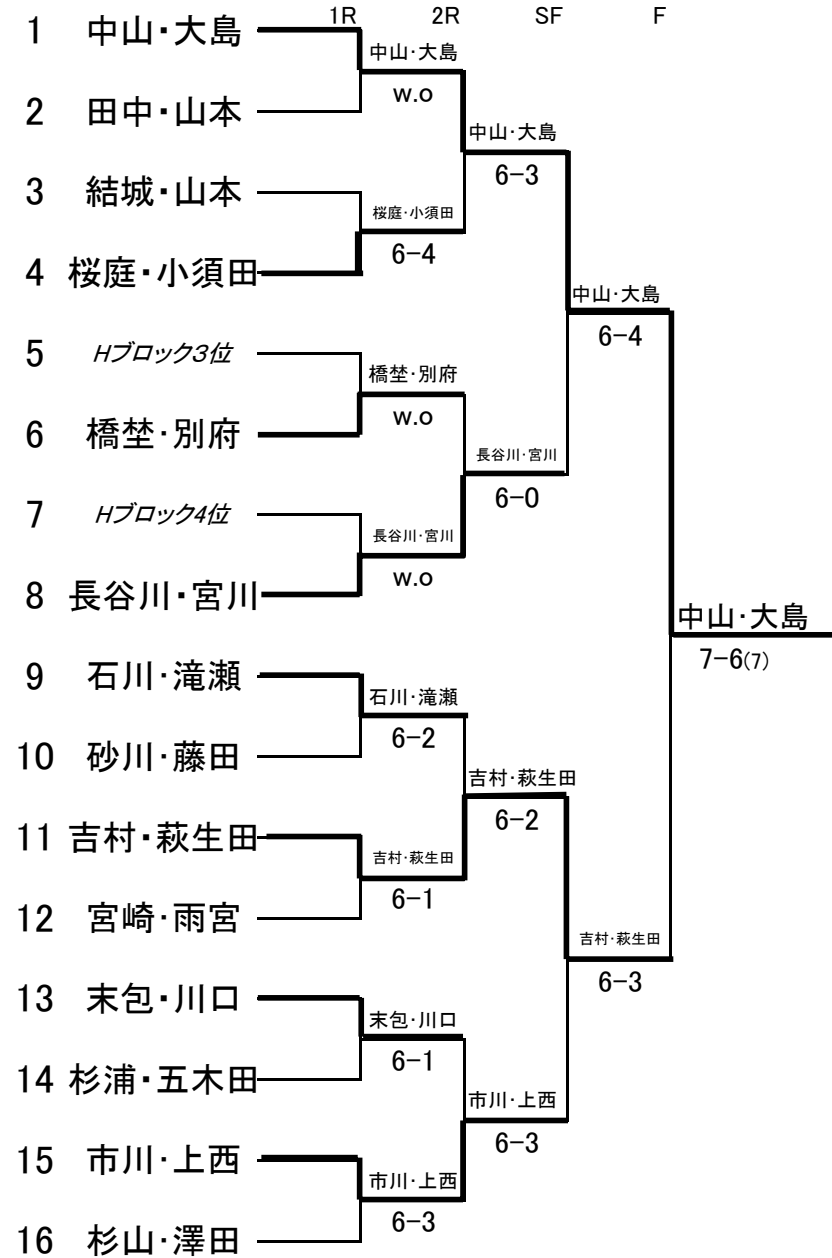 1R 2R SF F
1 中山・大島
中山・大島
w.o
2 田中・山本
中山・大島
6-3
3 結城・山本
桜庭・小須田
6-4
4 桜庭・小須田
中山・大島
6-4
5 Hブロック3位
橋埜・別府
w.o
6 橋埜・別府
長谷川・宮川
6-0
7 Hブロック4位
長谷川・宮川
w.o
8 長谷川・宮川
中山・大島
7-6(7)
9 石川・滝瀬
石川・滝瀬
6-2
10 砂川・藤田
吉村・萩生田
6-2
11 吉村・萩生田
吉村・萩生田
6-1
12 宮崎・雨宮
吉村・萩生田
6-3
13 末包・川口
末包・川口
6-1
14 杉浦・五木田
市川・上西
6-3
15 市川・上西
市川・上西
6-3
16 杉山・澤田